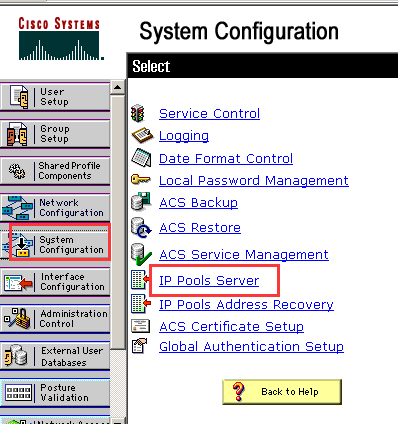 CISCO SYSTEMS
System Configuration
Select
User
Setup
Group
Setup
Shared Profile
Components
Network
Configuration
System
Configuration
Interface
Configuration
Administration
Control
External User
Databases
Posture
Validation
Service Control
Logging
Date Format Control
Local Password Management
ACS Backup
ACS Restore
ACS Service Management
IP Pools Server
IP Pools Address Recovery
ACS Certificate Setup
Global Authentication Setup
Back to Help